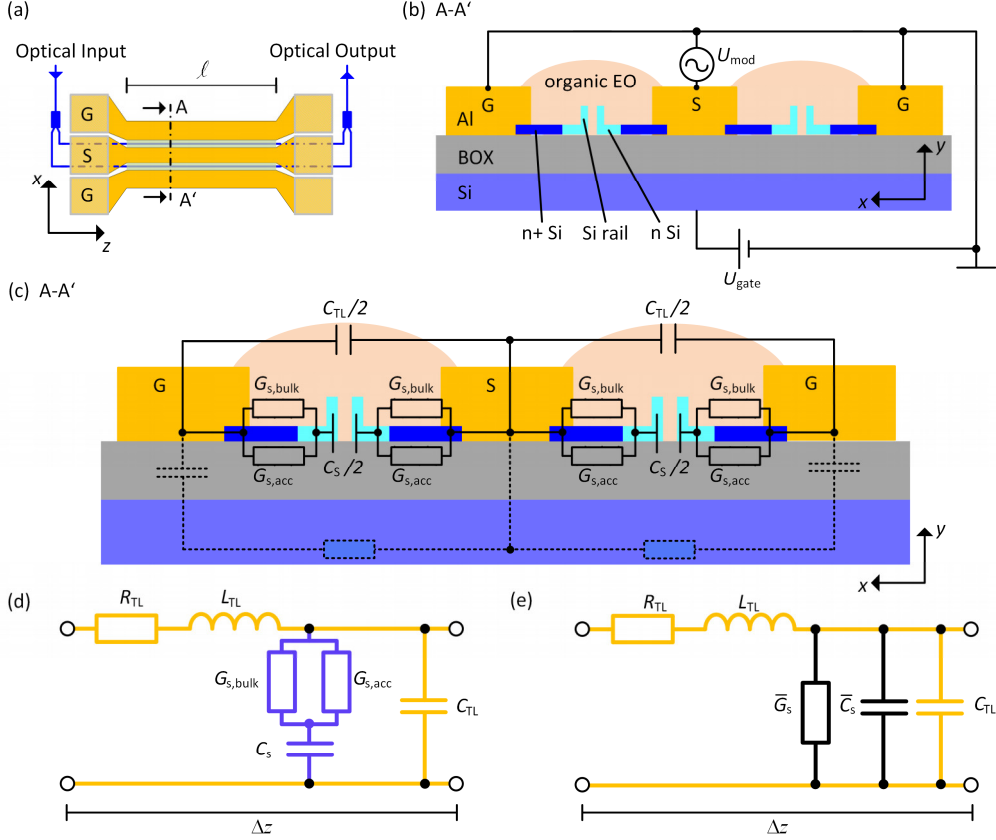 (a)
Optical Input
Optical Output
ℓ
G
S
G
A
A‘
x
z
(b) A-A‘
U_mod
organic EO
G
S
G
Al
BOX
Si
y
x
n+ Si
Si rail
n Si
U_gate
(c) A-A‘
C_TL/2
C_TL/2
G
S
G
G_s,bulk
G_s,bulk
G_s,bulk
G_s,bulk
C_S/2
C_S/2
G_s,acc
G_s,acc
G_s,acc
G_s,acc
y
x
(d)
R_TL
L_TL
G_s,bulk
G_s,acc
C_TL
C_s
Δz
(e)
R_TL
L_TL
G̅_s
C̅_s
C_TL
Δz